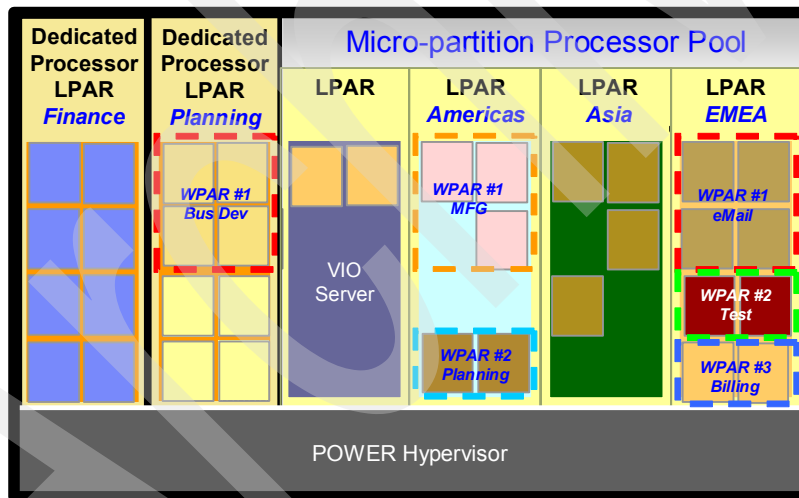 Dedicated
Processor
LPAR
Finance
Dedicated
Processor
LPAR
Planning
Micro-partition Processor Pool
LPAR
LPAR
Americas
LPAR
Asia
LPAR
EMEA
WPAR #1
Bus Dev
VIO
Server
WPAR #1
MFG
WPAR #2
Planning
WPAR #1
eMail
WPAR #2
Test
WPAR #3
Billing
POWER Hypervisor